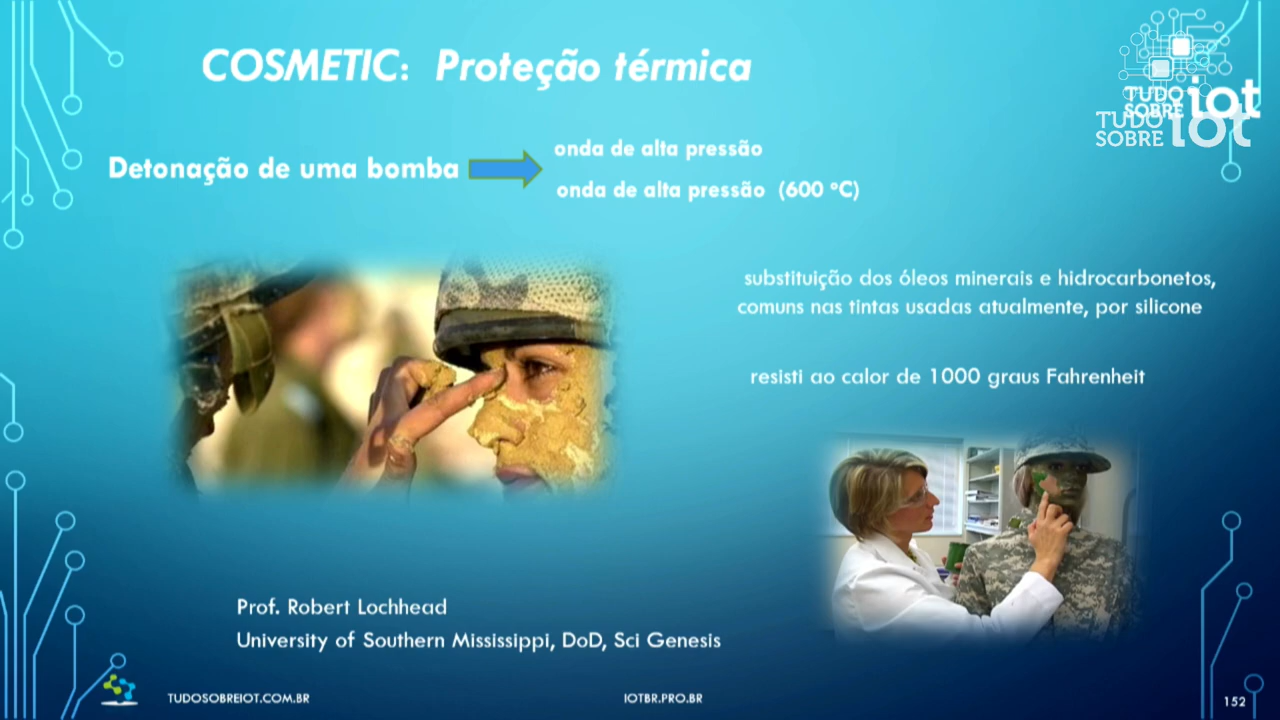 COSMETIC: Proteção térmica
TUDO SOBRE iot
TUDO SOBRE iot
Detonação de uma bomba
onda de alta pressão
onda de alta pressão (600 ºC)
substituição dos óleos minerais e hidrocarbonetos,
comuns nas tintas usadas atualmente, por silicone
resisti ao calor de 1000 graus Fahrenheit
Prof. Robert Lochhead
University of Southern Mississippi, DoD, Sci Genesis
TUDOSOBREIOT.COM.BR
IOTBR.PRO.BR
152